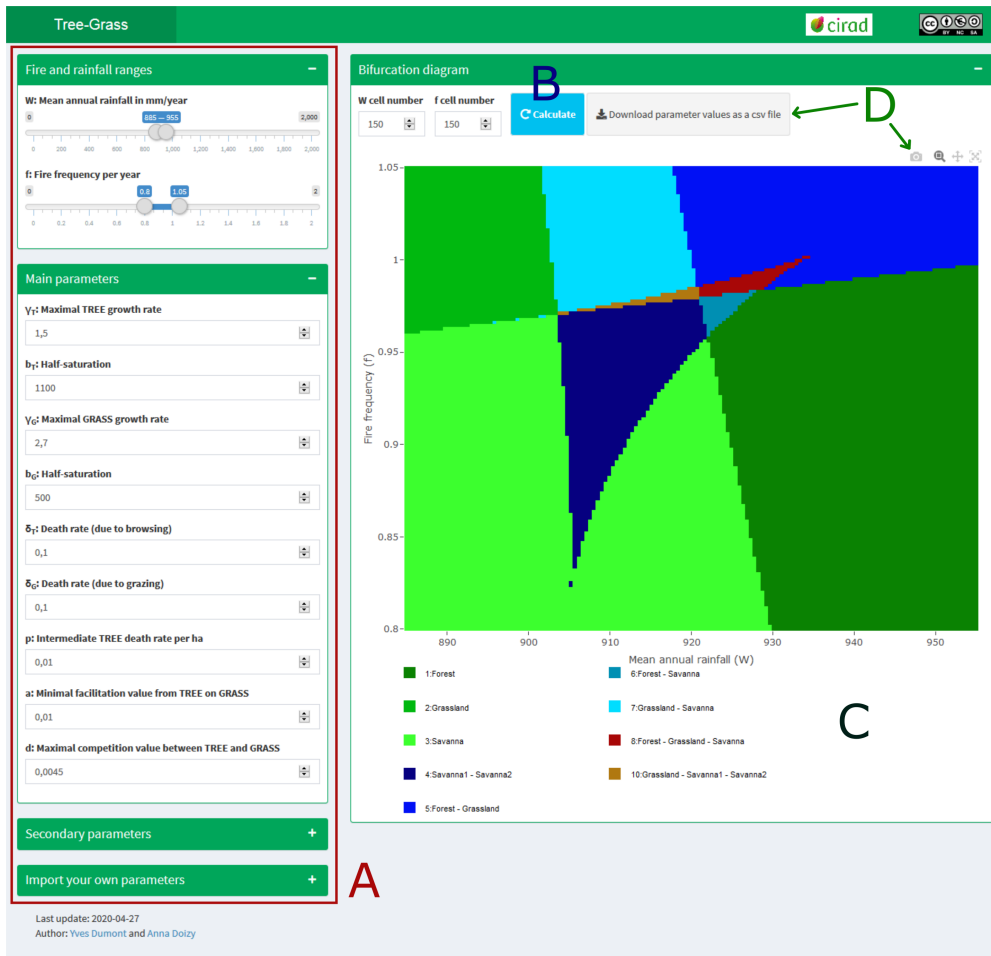 Tree-Grass
cirad
cc BY NC SA
Fire and rainfall ranges −
W: Mean annual rainfall in mm/year
0 885 — 955 2,000
0 200 400 600 800 1,000 1,200 1,400 1,600 1,800 2,000
f: Fire frequency per year
0 0.8 1.05 2
0 0.2 0.4 0.6 0.8 1 1.2 1.4 1.6 1.8 2
Main parameters −
γT: Maximal TREE growth rate
1,5
bT: Half-saturation
1100
γG: Maximal GRASS growth rate
2,7
bG: Half-saturation
500
δT: Death rate (due to browsing)
0,1
δG: Death rate (due to grazing)
0,1
p: Intermediate TREE death rate per ha
0,01
a: Minimal facilitation value from TREE on GRASS
0,01
d: Maximal competition value between TREE and GRASS
0,0045
Secondary parameters +
Import your own parameters +
A
Last update: 2020-04-27
Author: Yves Dumont and Anna Doizy
Bifurcation diagram −
B
D
W cell number f cell number
150 150
Calculate
Download parameter values as a csv file
1.05
1
0.95
0.9
0.85
0.8
Fire frequency (f)
890 900 910 920 930 940 950
Mean annual rainfall (W)
1:Forest 6:Forest - Savanna
2:Grassland 7:Grassland - Savanna
3:Savanna 8:Forest - Grassland - Savanna
4:Savanna1 - Savanna2 10:Grassland - Savanna1 - Savanna2
5:Forest - Grassland
C